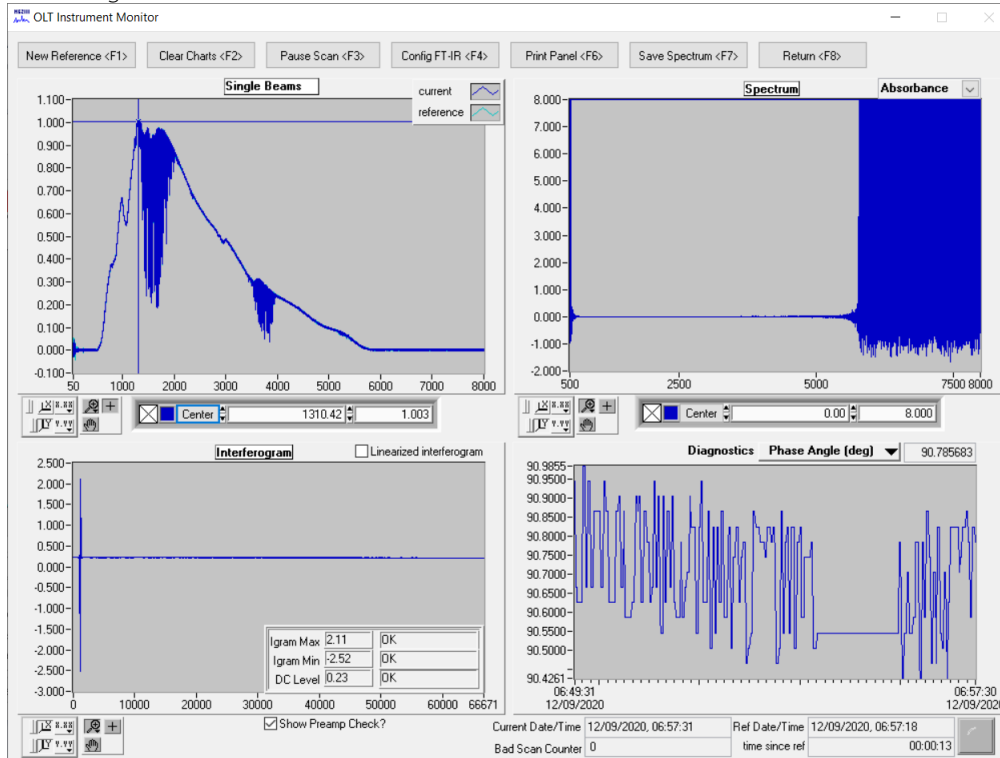 OLT Instrument Monitor
New Reference <F1> Clear Charts <F2> Pause Scan <F3> Config FT-IR <F4> Print Panel <F6> Save Spectrum <F7> Return <F8>
Single Beams
current
reference
1.100
1.000
0.900
0.800
0.700
0.600
0.500
0.400
0.300
0.200
0.100
0.000
-0.100
50 1000 2000 3000 4000 5000 6000 7000 8000
Center 1310.42 1.003
Spectrum
Absorbance
8.000
7.000
6.000
5.000
4.000
3.000
2.000
1.000
0.000
-1.000
-2.000
500 2500 5000 7500 8000
Center 0.00 8.000
Interferogram
Linearized interferogram
2.500
2.000
1.500
1.000
0.500
0.000
-0.500
-1.000
-1.500
-2.000
-2.500
-3.000
0 10000 20000 30000 40000 50000 60000 66671
Igram Max 2.11 OK
Igram Min -2.52 OK
DC Level 0.23 OK
Show Preamp Check?
Diagnostics Phase Angle (deg) 90.785683
90.9855
90.9500
90.9000
90.8500
90.8000
90.7500
90.7000
90.6500
90.6000
90.5500
90.5000
90.4261
06:49:31 06:57:30
12/09/2020 12/09/2020
Current Date/Time 12/09/2020, 06:57:31 Ref Date/Time 12/09/2020, 06:57:18
Bad Scan Counter 0 time since ref 00:00:13